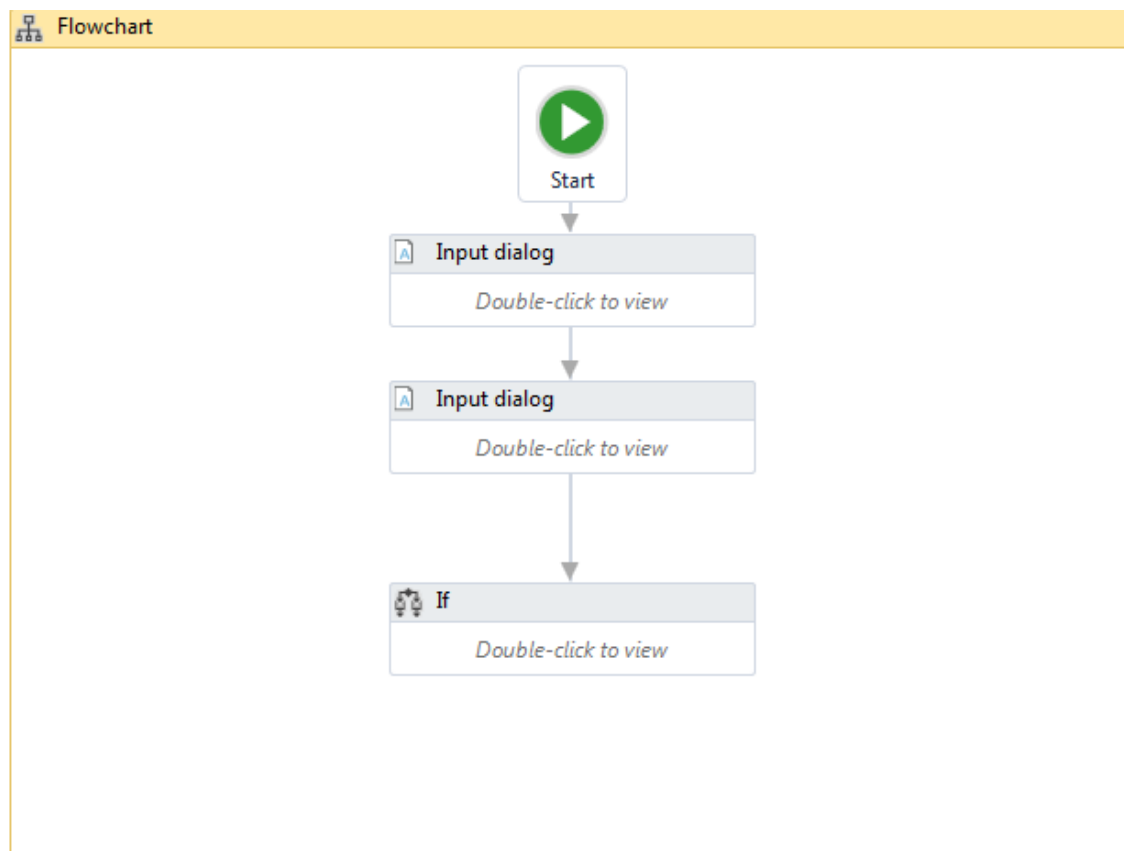 Flowchart
Start
Input dialog
Double-click to view
Input dialog
Double-click to view
If
Double-click to view